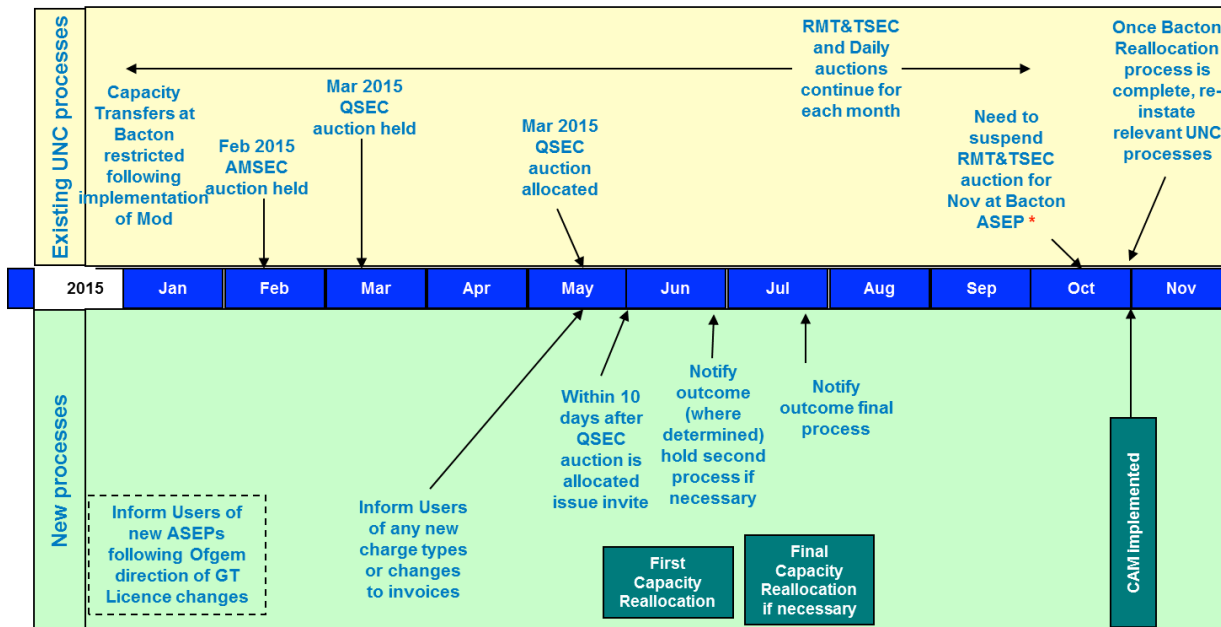 Existing UNC processes
Capacity
Transfers at
Bacton
restricted
following
implementation
of Mod
Feb 2015
AMSEC
auction held
Mar 2015
QSEC
auction held
Mar 2015
QSEC
auction
allocated
RMT&TSEC
and Daily
auctions
continue for
each month
Need to
suspend
RMT&TSEC
auction for
Nov at Bacton
ASEP *
Once Bacton
Reallocation
process is
complete, re-
instate
relevant UNC
processes
2015 Jan Feb Mar Apr May Jun Jul Aug Sep Oct Nov
New processes
Inform Users of
new ASEPs
following Ofgem
direction of GT
Licence changes
Inform Users
of any new
charge types
or changes
to invoices
Within 10
days after
QSEC
auction is
allocated
issue invite
Notify
outcome
(where
determined)
hold second
process if
necessary
Notify
outcome final
process
First
Capacity
Reallocation
Final
Capacity
Reallocation
if necessary
CAM implemented